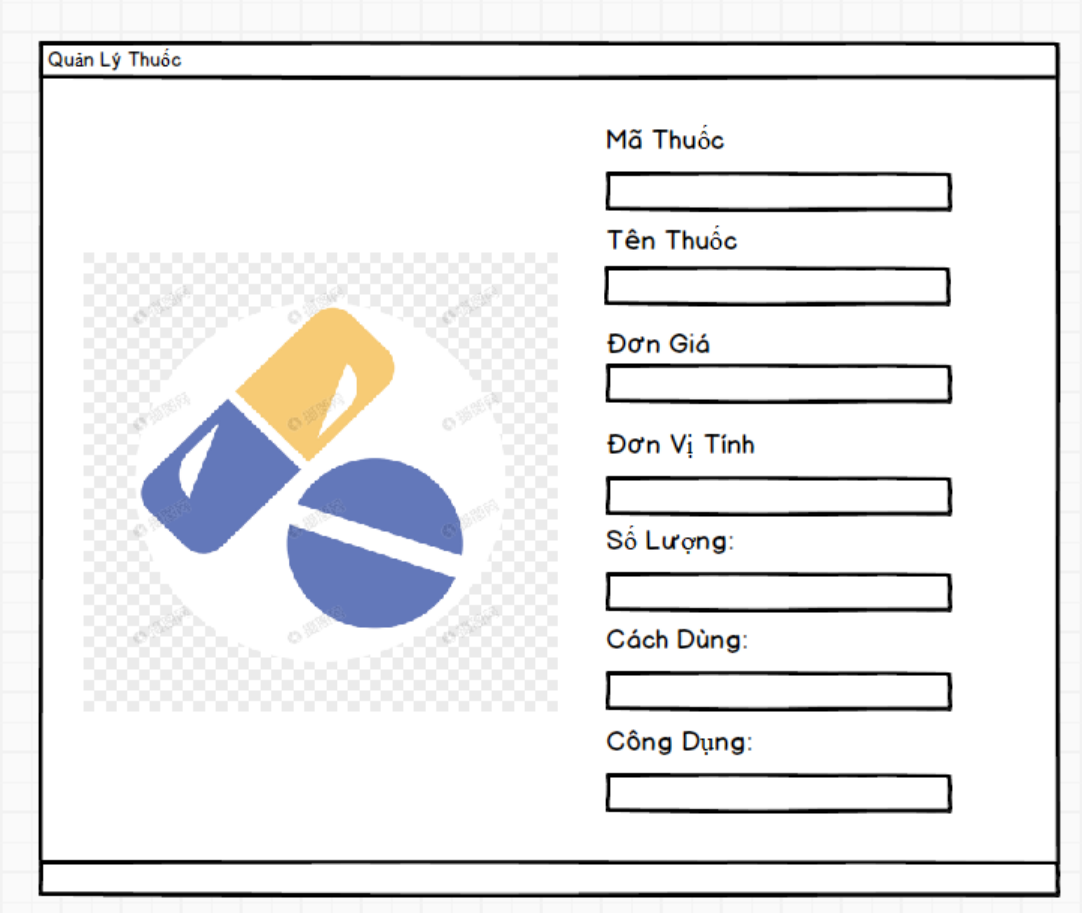 Quản Lý Thuốc
Mã Thuốc
Tên Thuốc
Đơn Giá
Đơn Vị Tính
Số Lượng:
Cách Dùng:
Công Dụng: